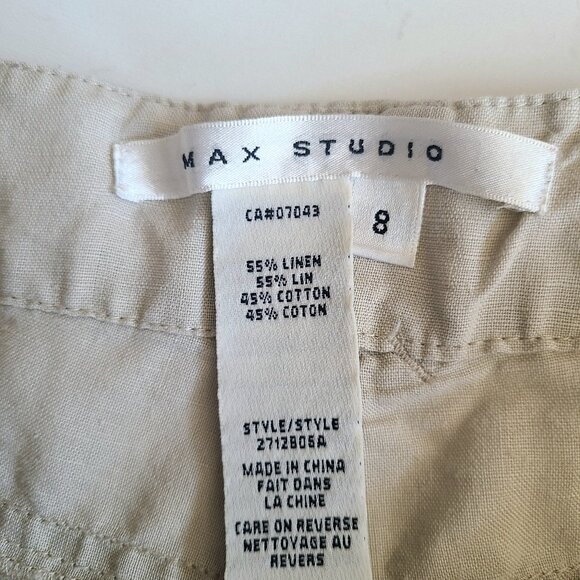 MAX STUDIO
8
CA#07043
55% LINEN
55% LIN
45% COTTON
45% COTON
STYLE/STYLE
2712806A
MADE IN CHINA
FAIT DANS
LA CHINE
CARE ON REVERSE
NETTOYAGE AU
REVERS